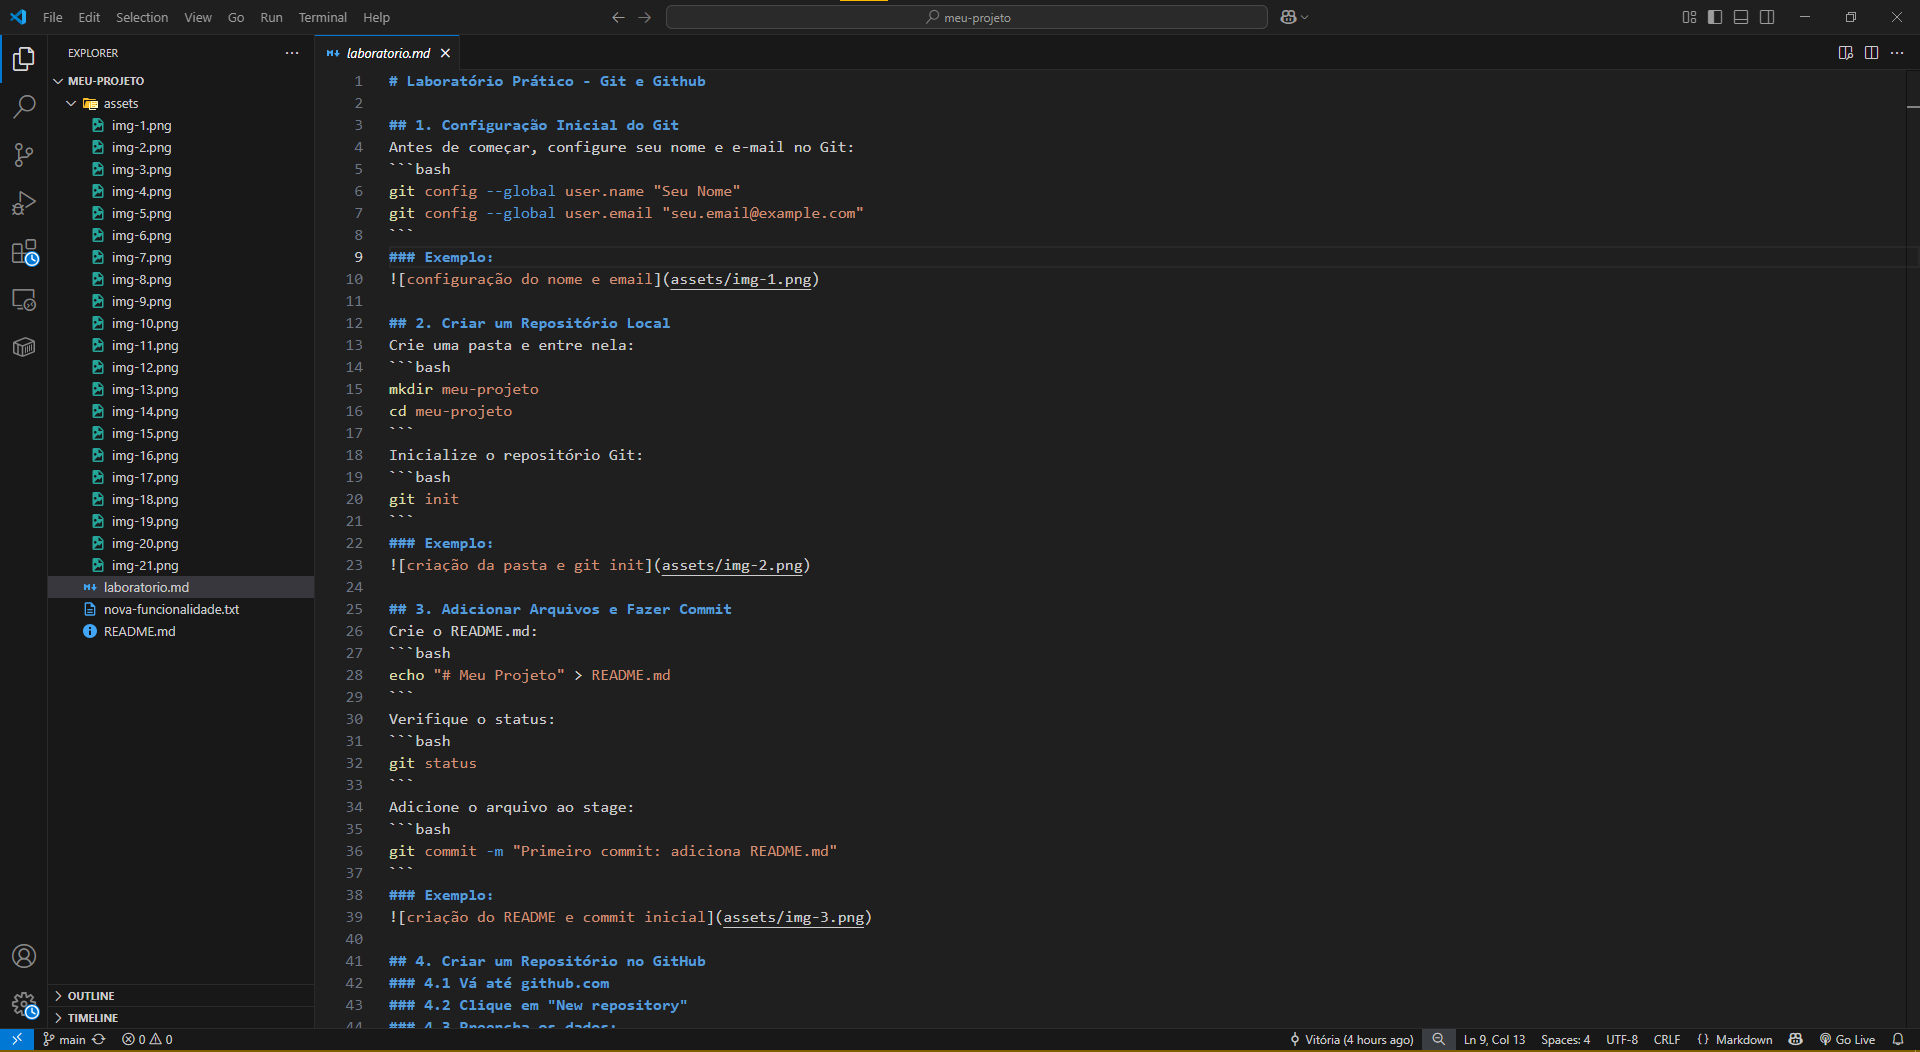 File Edit Selection View Go Run Terminal Help
meu-projeto
EXPLORER
MEU-PROJETO
assets
img-1.png
img-2.png
img-3.png
img-4.png
img-5.png
img-6.png
img-7.png
img-8.png
img-9.png
img-10.png
img-11.png
img-12.png
img-13.png
img-14.png
img-15.png
img-16.png
img-17.png
img-18.png
img-19.png
img-20.png
img-21.png
laboratorio.md
nova-funcionalidade.txt
README.md
OUTLINE
TIMELINE
laboratorio.md
1 # Laboratório Prático - Git e Github
2
3 ## 1. Configuração Inicial do Git
4 Antes de começar, configure seu nome e e-mail no Git:
5 ```bash
6 git config --global user.name "Seu Nome"
7 git config --global user.email "seu.email@example.com"
8 ```
9 ### Exemplo:
10 ![configuração do nome e email](assets/img-1.png)
11
12 ## 2. Criar um Repositório Local
13 Crie uma pasta e entre nela:
14 ```bash
15 mkdir meu-projeto
16 cd meu-projeto
17 ```
18 Inicialize o repositório Git:
19 ```bash
20 git init
21 ```
22 ### Exemplo:
23 ![criação da pasta e git init](assets/img-2.png)
24
25 ## 3. Adicionar Arquivos e Fazer Commit
26 Crie o README.md:
27 ```bash
28 echo "# Meu Projeto" > README.md
29 ```
30 Verifique o status:
31 ```bash
32 git status
33 ```
34 Adicione o arquivo ao stage:
35 ```bash
36 git commit -m "Primeiro commit: adiciona README.md"
37 ```
38 ### Exemplo:
39 ![criação do README e commit inicial](assets/img-3.png)
40
41 ## 4. Criar um Repositório no GitHub
42 ### 4.1 Vá até github.com
43 ### 4.2 Clique em "New repository"
44 ### 4.3 Preencha os dados:
main 0 0 Vitória (4 hours ago) Ln 9, Col 13 Spaces: 4 UTF-8 CRLF {} Markdown Go Live